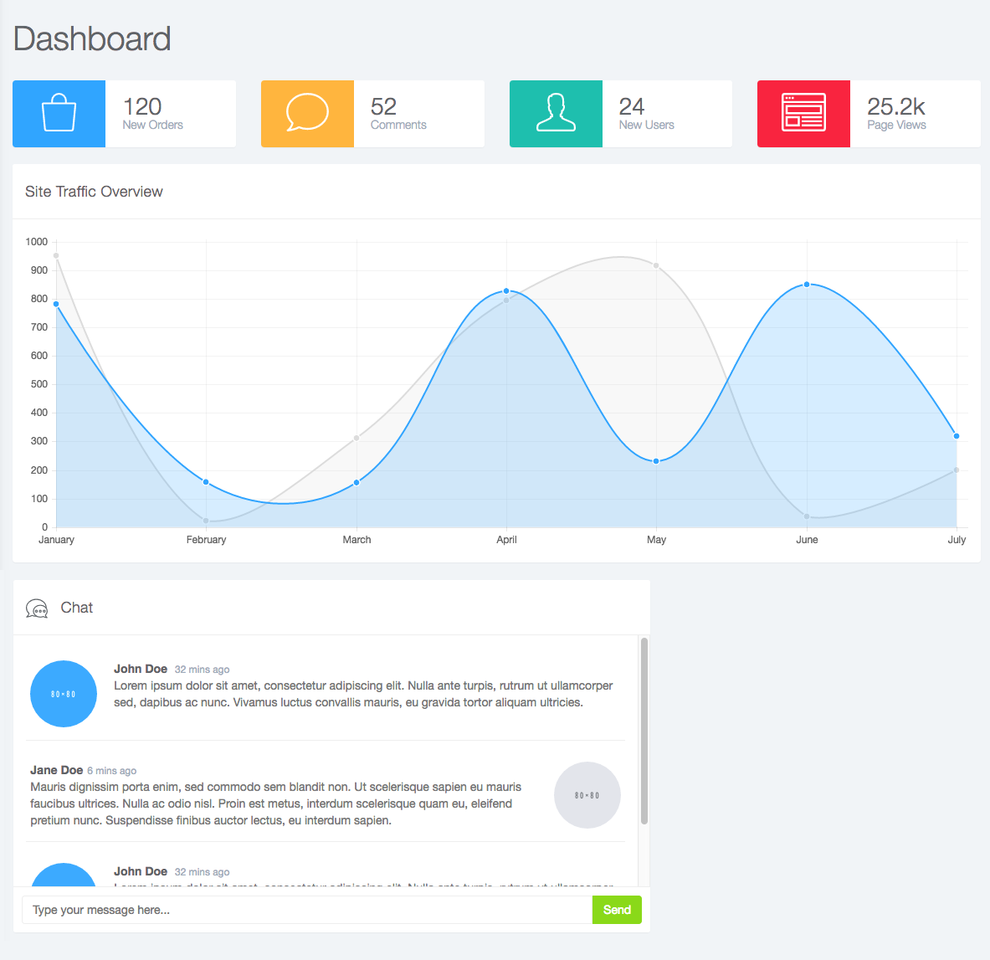 Dashboard
120
New Orders
52
Comments
24
New Users
25.2k
Page Views
Site Traffic Overview
1000
900
800
700
600
500
400
300
200
100
0
January February March April May June July
Chat
80×80
John Doe 32 mins ago
Lorem ipsum dolor sit amet, consectetur adipiscing elit. Nulla ante turpis, rutrum ut ullamcorper
sed, dapibus ac nunc. Vivamus luctus convallis mauris, eu gravida tortor aliquam ultricies.
Jane Doe 6 mins ago
Mauris dignissim porta enim, sed commodo sem blandit non. Ut scelerisque sapien eu mauris
faucibus ultrices. Nulla ac odio nisl. Proin est metus, interdum scelerisque quam eu, eleifend
pretium nunc. Suspendisse finibus auctor lectus, eu interdum sapien.
80×80
John Doe 32 mins ago
Type your message here...
Send